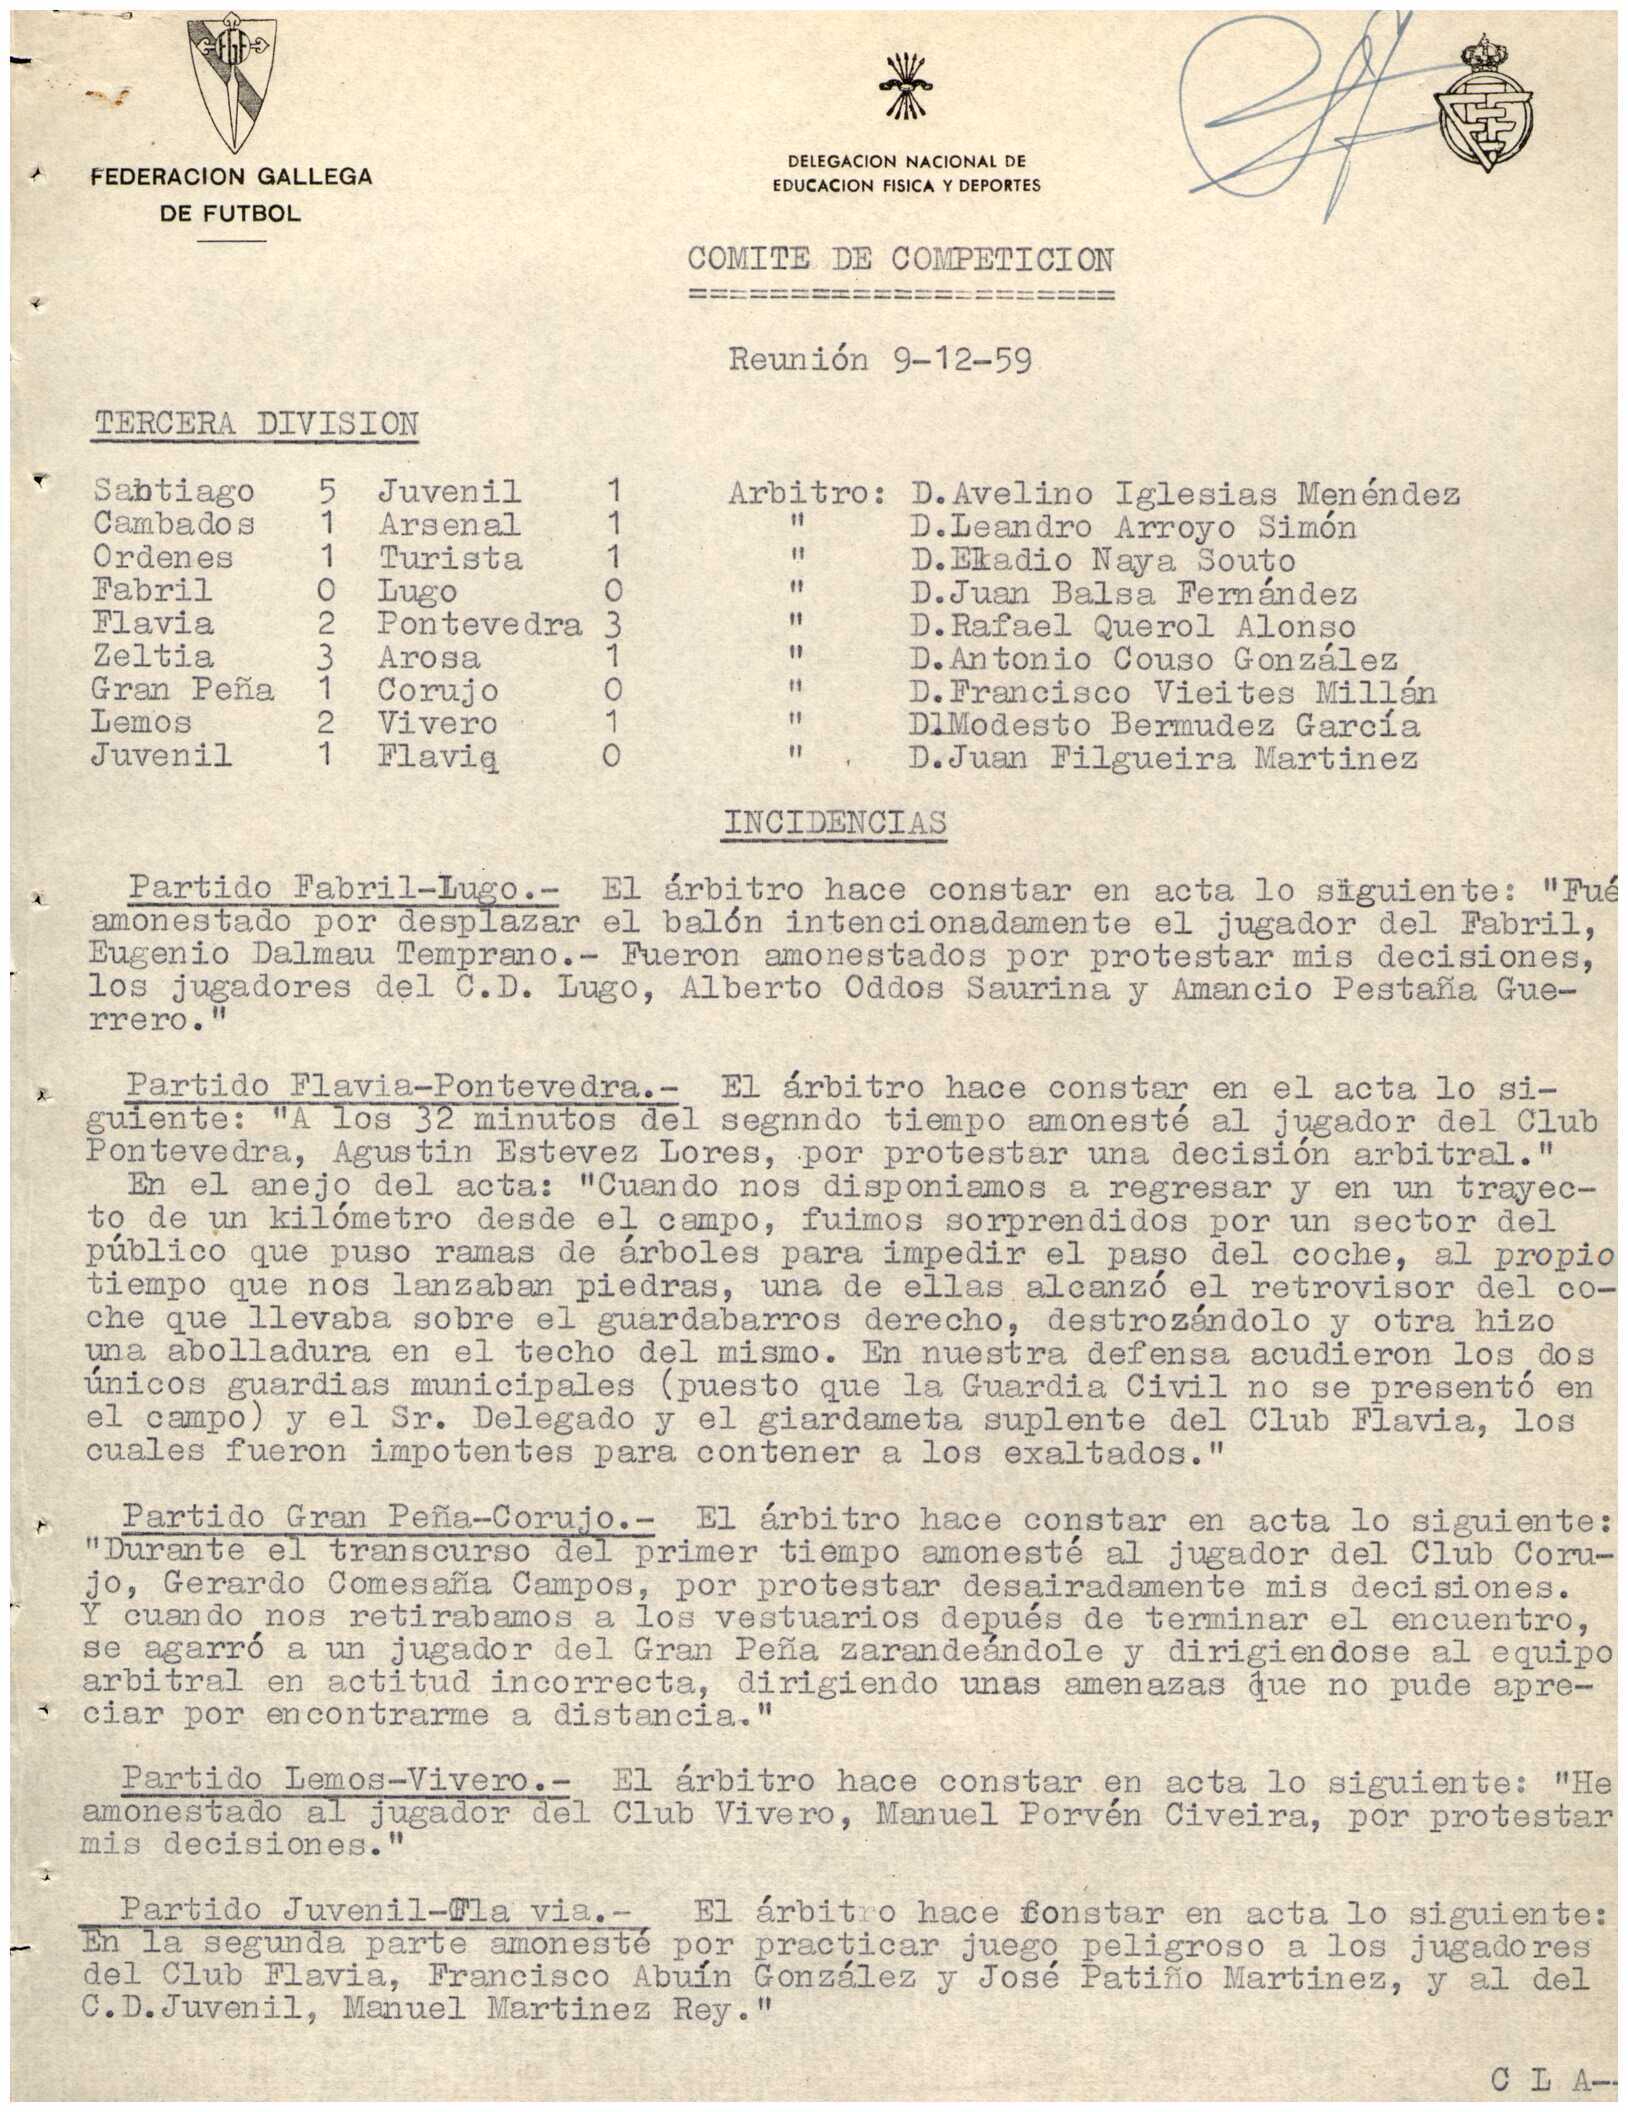 FEDERACION GALLEGA
DE FUTBOL
DELEGACION NACIONAL DE
EDUCACION FISICA Y DEPORTES
COMITE DE COMPETICION
=====================
Reunión 9-12-59
TERCERA DIVISION
Santiago 5 Juvenil 1 Arbitro: D.Avelino Iglesias Menéndez
Cambados 1 Arsenal 1 " D.Leandro Arroyo Simón
Ordenes 1 Turista 1 " D.Eladio Naya Souto
Fabril 0 Lugo 0 " D.Juan Balsa Fernández
Flavia 2 Pontevedra 3 " D.Rafael Querol Alonso
Zeltia 3 Arosa 1 " D.Antonio Couso González
Gran Peña 1 Corujo 0 " D.Francisco Vieites Millán
Lemos 2 Vivero 1 " D.Modesto Bermudez García
Juvenil 1 Flavia 0 " D.Juan Filgueira Martinez
INCIDENCIAS
Partido Fabril-Lugo.- El árbitro hace constar en acta lo siguiente: "Fué
amonestado por desplazar el balón intencionadamente el jugador del Fabril,
Eugenio Dalmau Temprano.- Fueron amonestados por protestar mis decisiones,
los jugadores del C.D. Lugo, Alberto Oddos Saurina y Amancio Pestaña Gue-
rrero."
Partido Flavia-Pontevedra.- El árbitro hace constar en el acta lo si-
guiente: "A los 32 minutos del segnndo tiempo amonesté al jugador del Club
Pontevedra, Agustin Estevez Lores, por protestar una decisión arbitral."
En el anejo del acta: "Cuando nos disponiamos a regresar y en un trayec-
to de un kilómetro desde el campo, fuimos sorprendidos por un sector del
público que puso ramas de árboles para impedir el paso del coche, al propio
tiempo que nos lanzaban piedras, una de ellas alcanzó el retrovisor del co-
che que llevaba sobre el guardabarros derecho, destrozándolo y otra hizo
una abolladura en el techo del mismo. En nuestra defensa acudieron los dos
únicos guardias municipales (puesto que la Guardia Civil no se presentó en
el campo) y el Sr. Delegado y el giardameta suplente del Club Flavia, los
cuales fueron impotentes para contener a los exaltados."
Partido Gran Peña-Corujo.- El árbitro hace constar en acta lo siguiente:
"Durante el transcurso del primer tiempo amonesté al jugador del Club Coru-
jo, Gerardo Comesaña Campos, por protestar desairadamente mis decisiones.
Y cuando nos retirabamos a los vestuarios depués de terminar el encuentro,
se agarró a un jugador del Gran Peña zarandeándole y dirigiendose al equipo
arbitral en actitud incorrecta, dirigiendo unas amenazas que no pude apre-
ciar por encontrarme a distancia."
Partido Lemos-Vivero.- El árbitro hace constar en acta lo siguiente: "He
amonestado al jugador del Club Vivero, Manuel Porvén Civeira, por protestar
mis decisiones."
Partido Juvenil-Fla via.- El árbitro hace constar en acta lo siguiente:
En la segunda parte amonesté por practicar juego peligroso a los jugadores
del Club Flavia, Francisco Abuín González y José Patiño Martinez, y al del
C.D.Juvenil, Manuel Martinez Rey."
C L A--